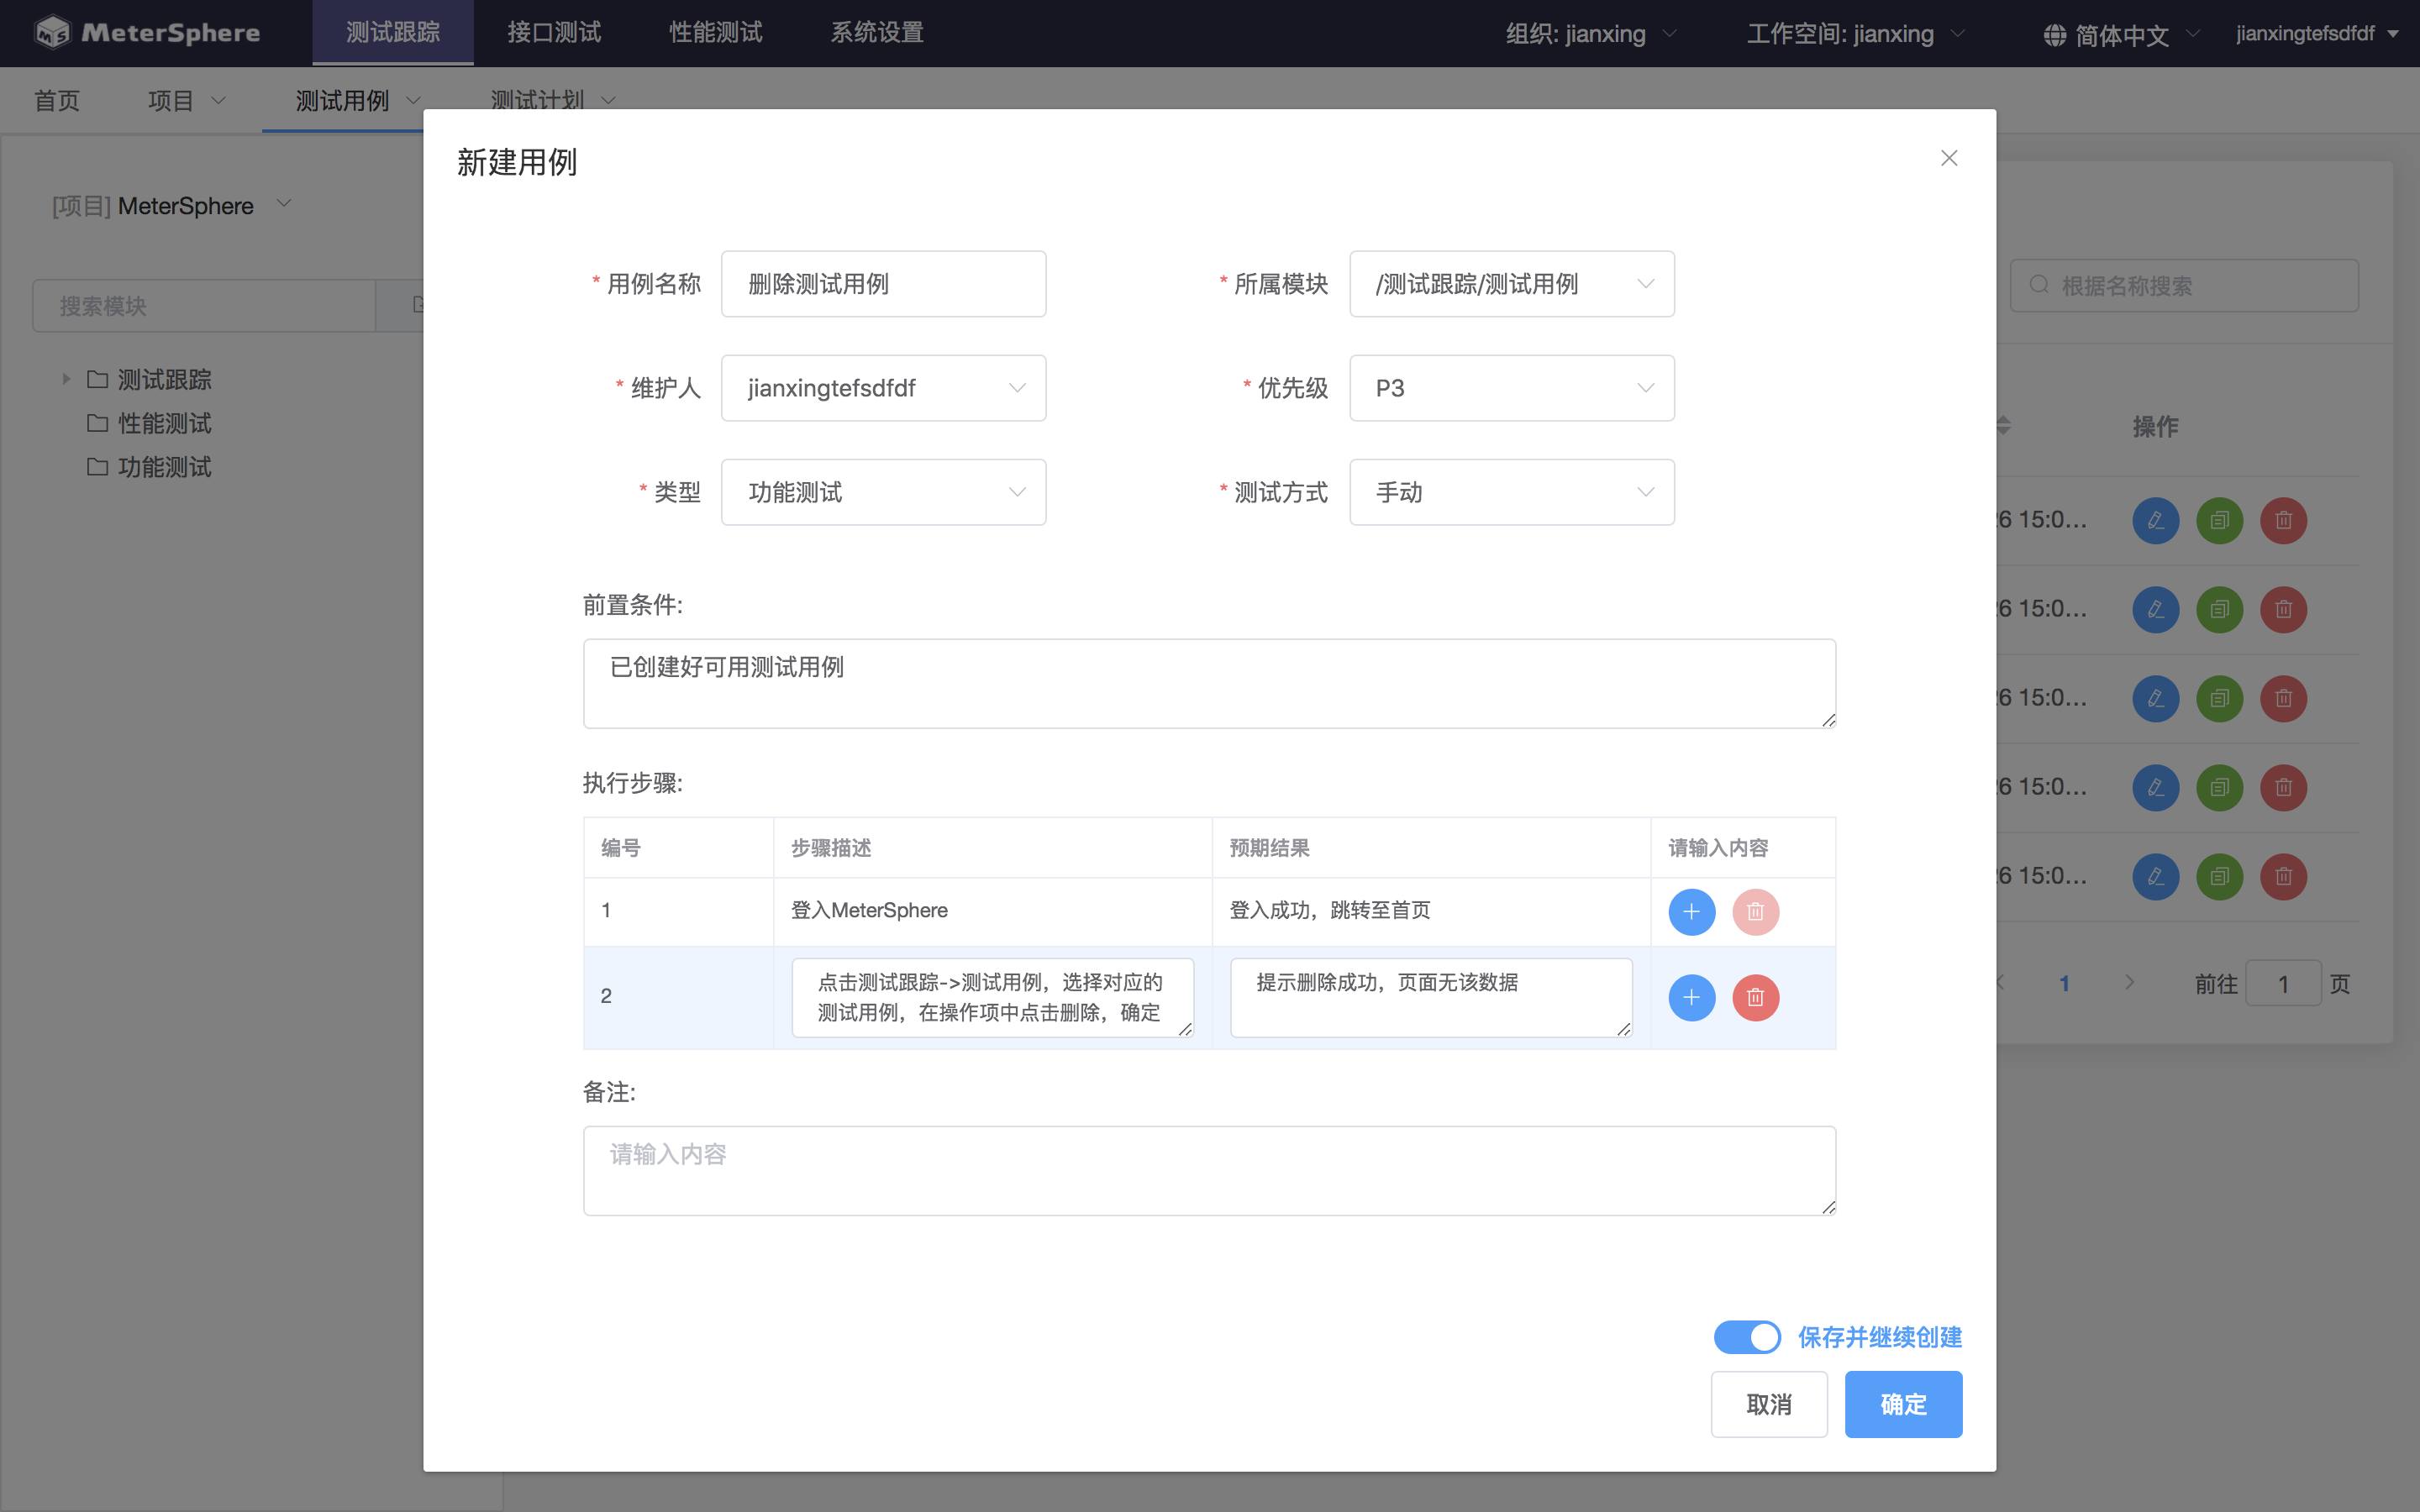 MeterSphere
测试跟踪 接口测试 性能测试 系统设置 组织: jianxing 工作空间: jianxing 简体中文 jianxingtefsdfdf
首页 项目 测试用例 测试计划
[项目] MeterSphere
搜索模块
测试跟踪
性能测试
功能测试
新建用例
* 用例名称 删除测试用例 * 所属模块 /测试跟踪/测试用例
* 维护人 jianxingtefsdfdf * 优先级 P3
* 类型 功能测试 * 测试方式 手动
前置条件:
已创建好可用测试用例
执行步骤:
编号 步骤描述 预期结果 请输入内容
1 登入MeterSphere 登入成功，跳转至首页
2 点击测试跟踪->测试用例，选择对应的 提示删除成功，页面无该数据
测试用例，在操作项中点击删除，确定
备注:
请输入内容
保存并继续创建
取消 确定
根据名称搜索
操作
26 15:0...
26 15:0...
26 15:0...
26 15:0...
26 15:0...
1 前往 1 页